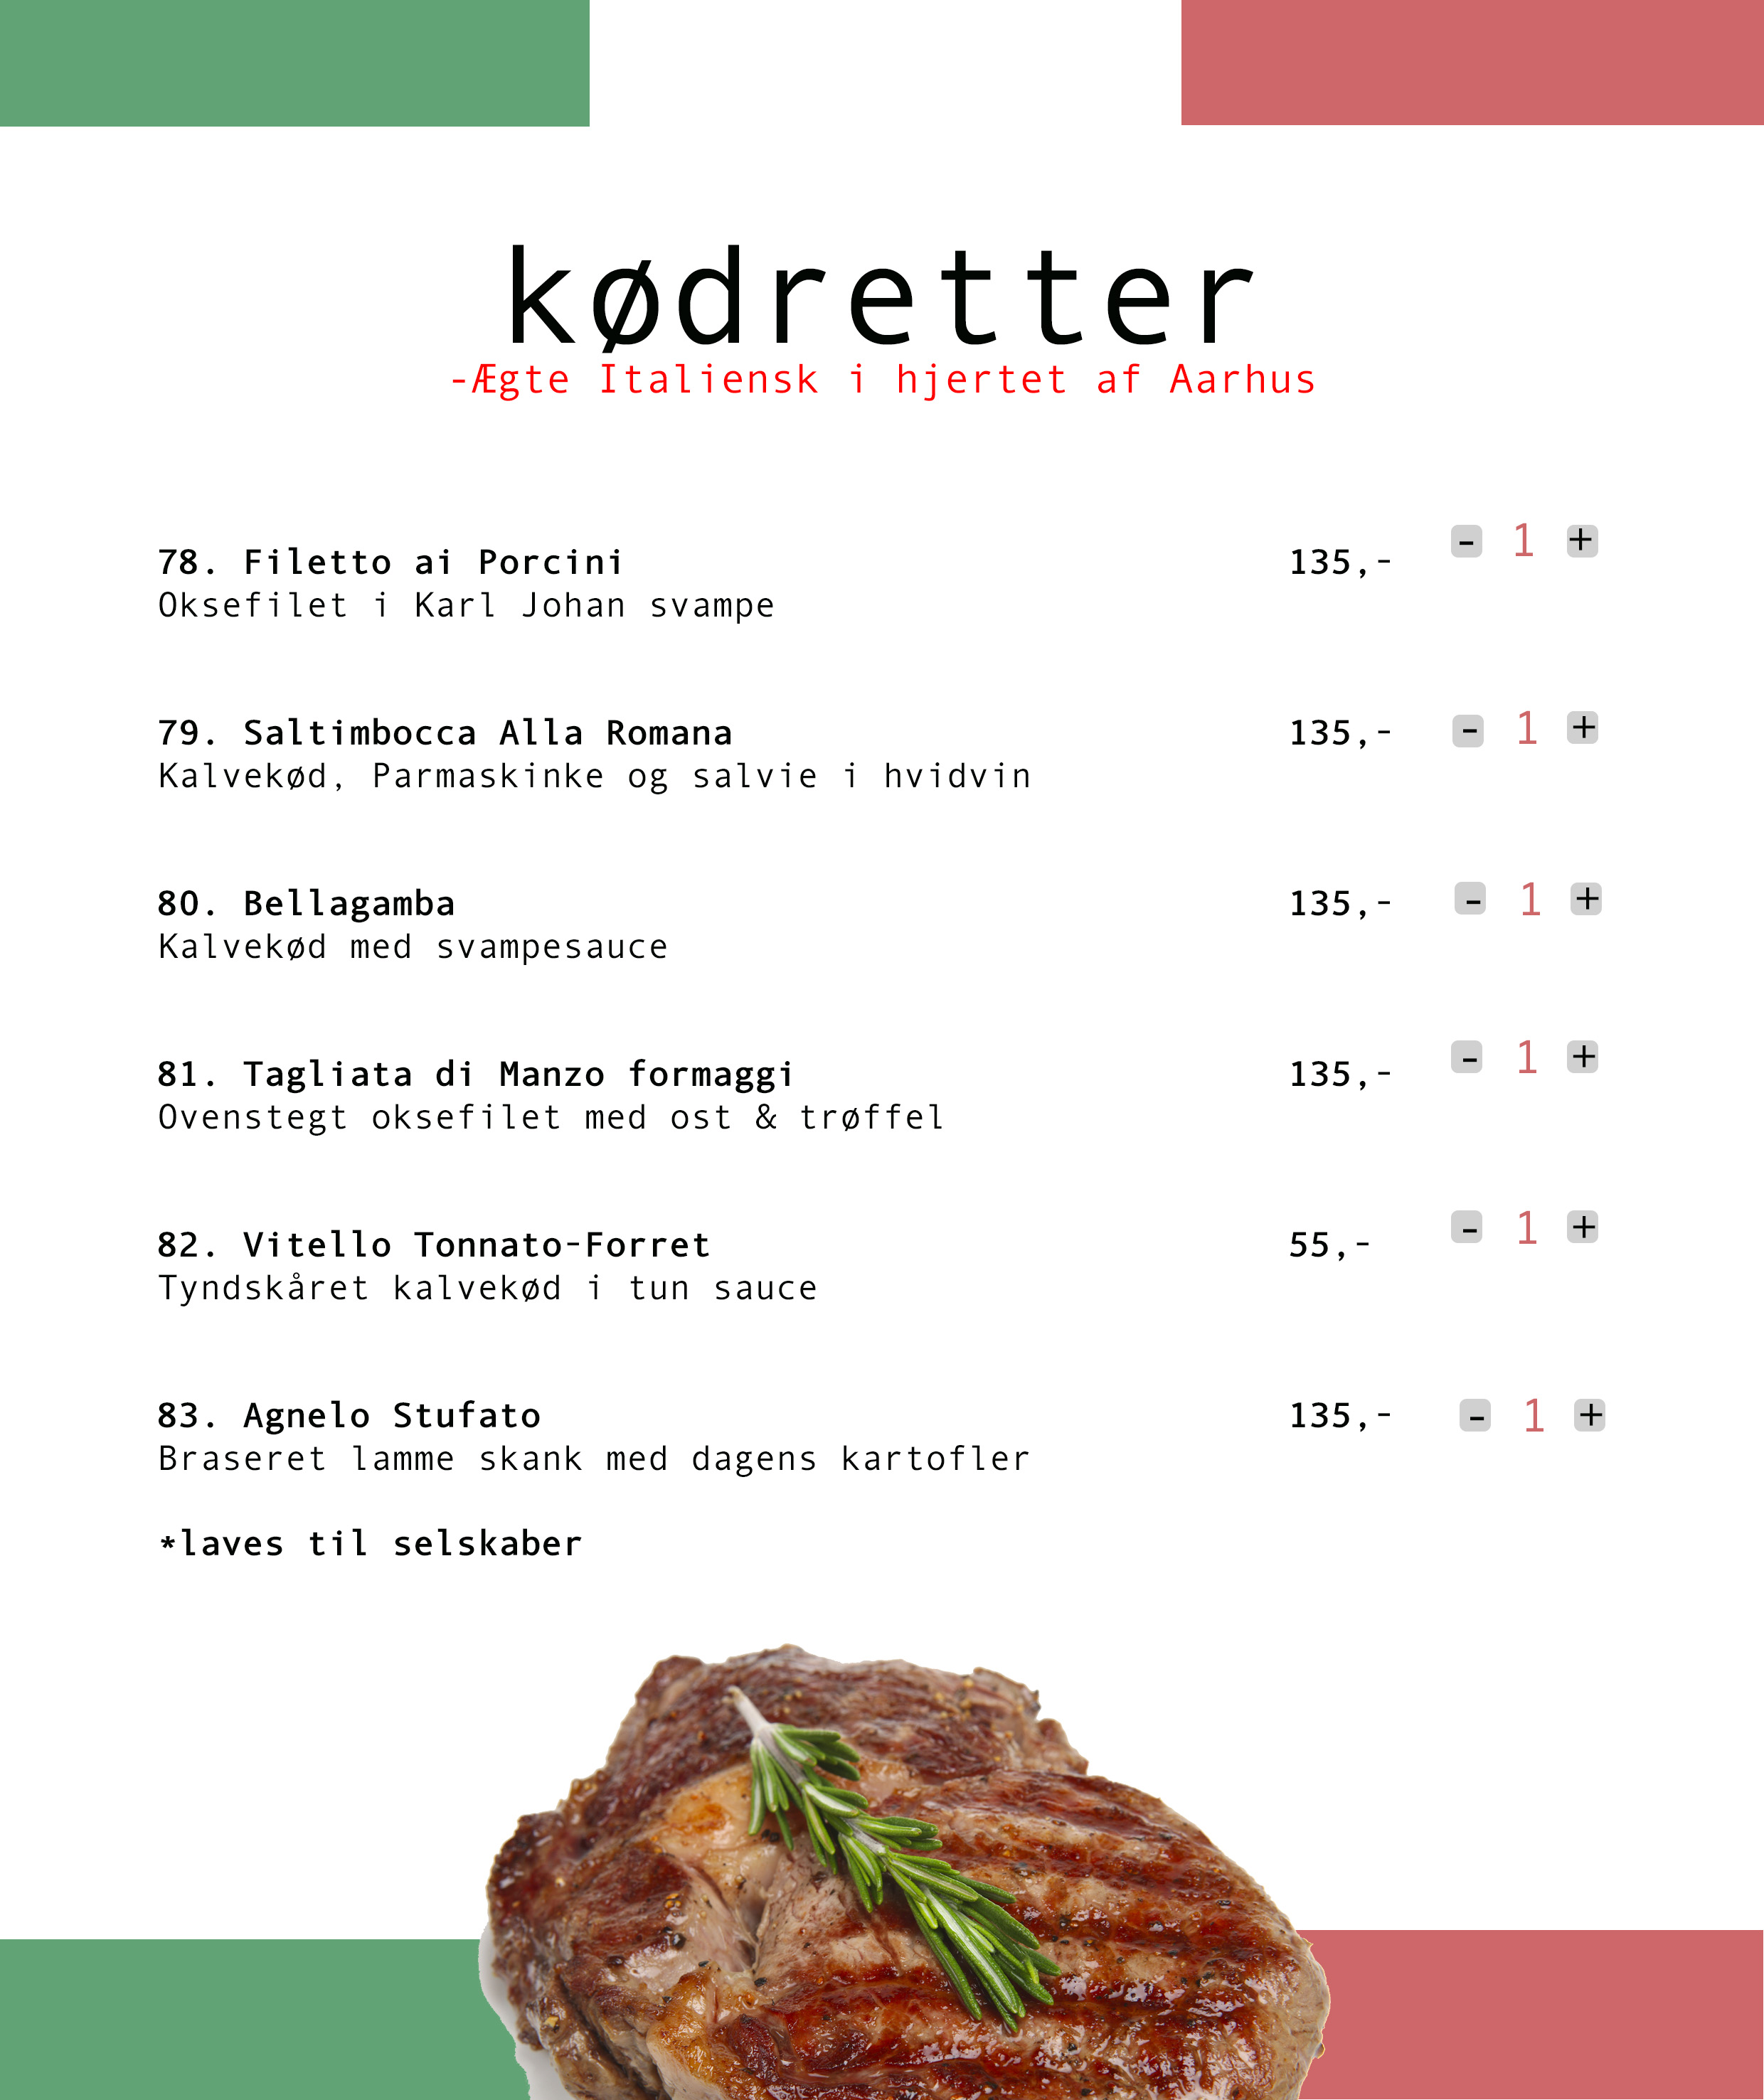 kødretter
-Ægte Italiensk i hjertet af Aarhus
78. Filetto ai Porcini 135,- - 1 +
Oksefilet i Karl Johan svampe
79. Saltimbocca Alla Romana 135,- - 1 +
Kalvekød, Parmaskinke og salvie i hvidvin
80. Bellagamba 135,- - 1 +
Kalvekød med svampesauce
81. Tagliata di Manzo formaggi 135,- - 1 +
Ovenstegt oksefilet med ost & trøffel
82. Vitello Tonnato-Forret 55,- - 1 +
Tyndskåret kalvekød i tun sauce
83. Agnelo Stufato 135,- - 1 +
Braseret lamme skank med dagens kartofler
*laves til selskaber